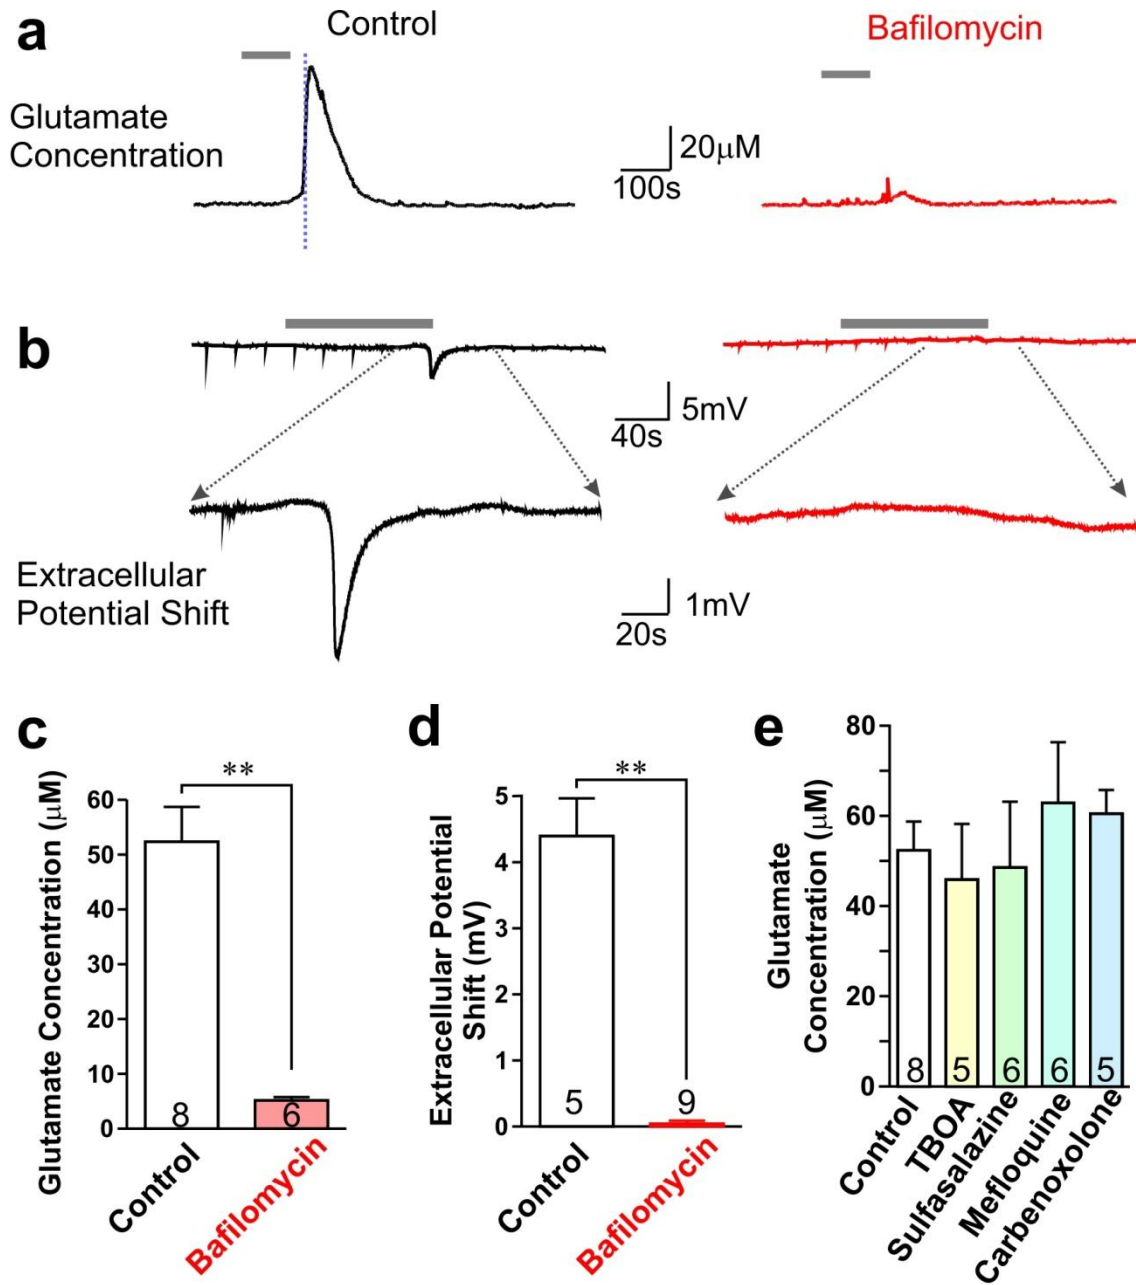 a
Control
Bafilomycin
Glutamate
Concentration
20μM
100s
b
5mV
40s
Extracellular
Potential Shift
1mV
20s
c
**
Glutamate Concentration (μM)
60
50
40
30
20
10
0
8
6
Control
Bafilomycin
d
**
Extracellular Potential
Shift (mV)
5
4
3
2
1
0
5
9
Control
Bafilomycin
e
Glutamate
Concentration (μM)
80
60
40
20
0
8
5
6
6
5
Control
TBOA
Sulfasalazine
Mefloquine
Carbenoxolone